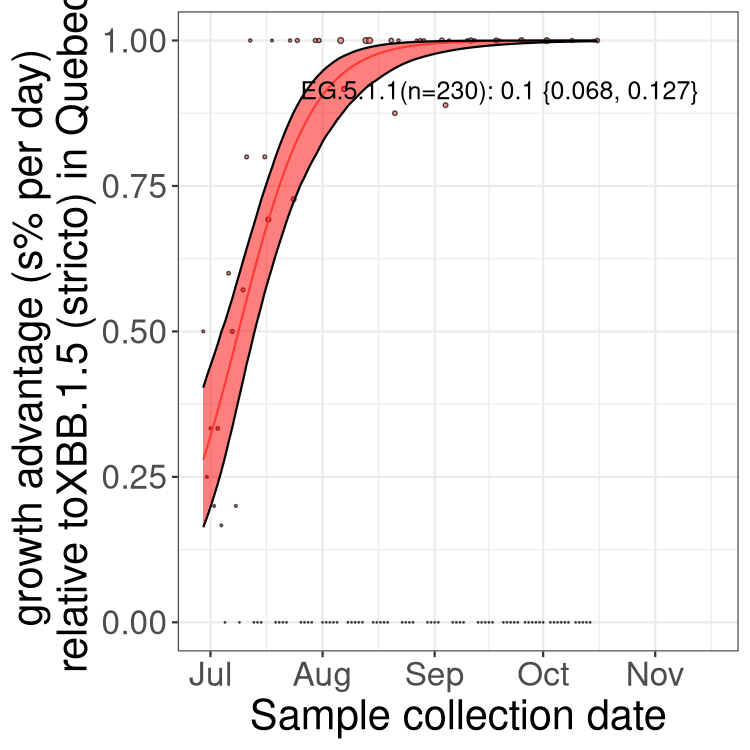 growth advantage (s% per day)
relative toXBB.1.5 (stricto) in Quebec
1.00
0.75
0.50
0.25
0.00
EG.5.1.1(n=230): 0.1 {0.068, 0.127}
Jul Aug Sep Oct Nov
Sample collection date